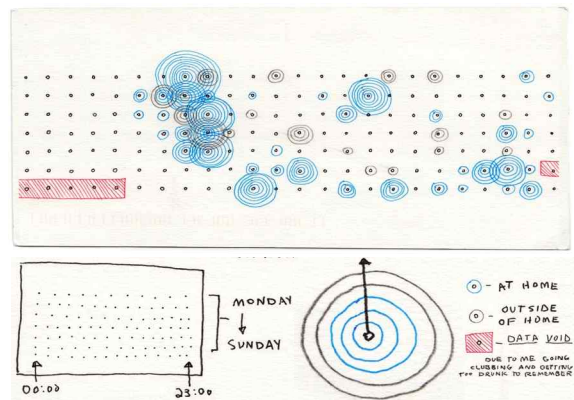 MONDAY
SUNDAY
00:00
23:00
- AT HOME
- OUTSIDE
OF HOME
- DATA VOID
DUE TO ME GOING
CLUBBING AND GETTING
TOO DRUNK TO REMEMBER